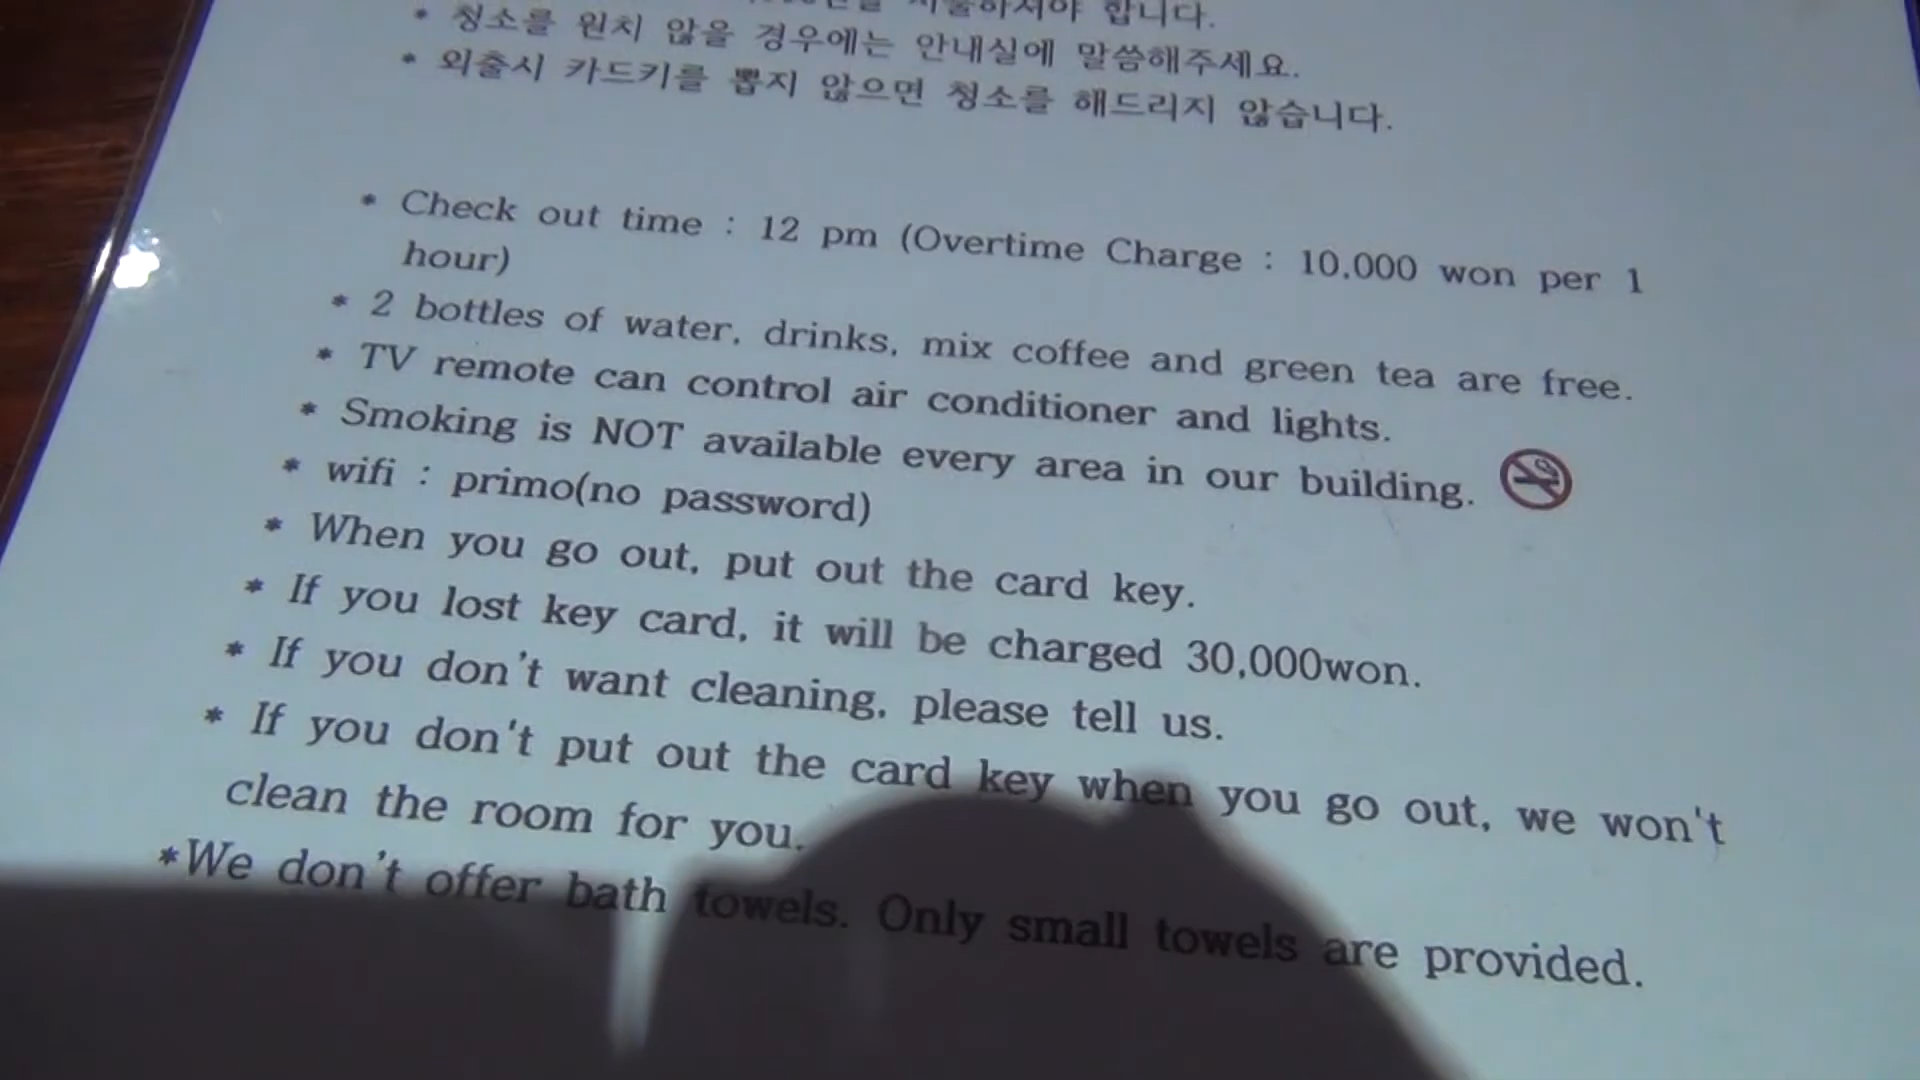 합니다.
* 청소를 원치 않을 경우에는 안내실에 말씀해주세요.
* 외출시 카드키를 뽑지 않으면 청소를 해드리지 않습니다.
* Check out time : 12 pm (Overtime Charge : 10,000 won per 1
hour)
* 2 bottles of water, drinks, mix coffee and green tea are free.
* TV remote can control air conditioner and lights.
* Smoking is NOT available every area in our building.
* wifi : primo(no password)
* When you go out, put out the card key.
* If you lost key card, it will be charged 30,000won.
* If you don't want cleaning, please tell us.
* If you don't put out the card key when you go out, we won't
clean the room for you.
*We don't offer bath towels. Only small towels are provided.